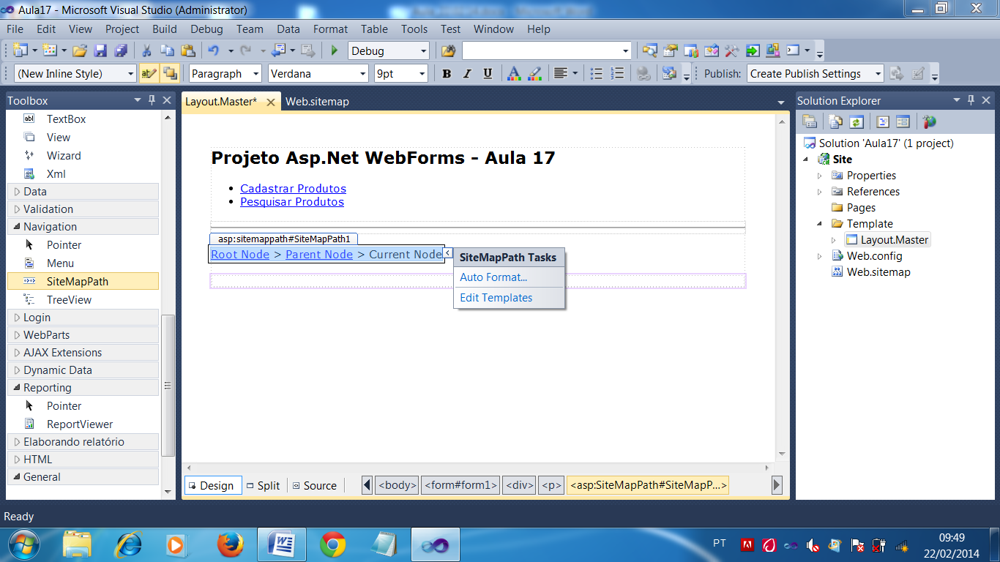 Aula17 - Microsoft Visual Studio (Administrator)
File Edit View Project Build Debug Team Data Format Table Tools Test Window Help
Debug
(New Inline Style) Paragraph Verdana 9pt B I U A Publish: Create Publish Settings
Toolbox
TextBox
View
Wizard
Xml
Data
Validation
Navigation
Pointer
Menu
SiteMapPath
TreeView
Login
WebParts
AJAX Extensions
Dynamic Data
Reporting
Pointer
ReportViewer
Elaborando relatório
HTML
General
Layout.Master* Web.sitemap
Projeto Asp.Net WebForms - Aula 17
Cadastrar Produtos
Pesquisar Produtos
asp:sitemappath#SiteMapPath1
Root Node > Parent Node > Current Node
SiteMapPath Tasks
Auto Format...
Edit Templates
Design Split Source <body> <form#form1> <div> <p> <asp:SiteMapPath#SiteMapP...>
Solution Explorer
Solution 'Aula17' (1 project)
Site
Properties
References
Pages
Template
Layout.Master
Web.config
Web.sitemap
Ready
PT
09:49
22/02/2014